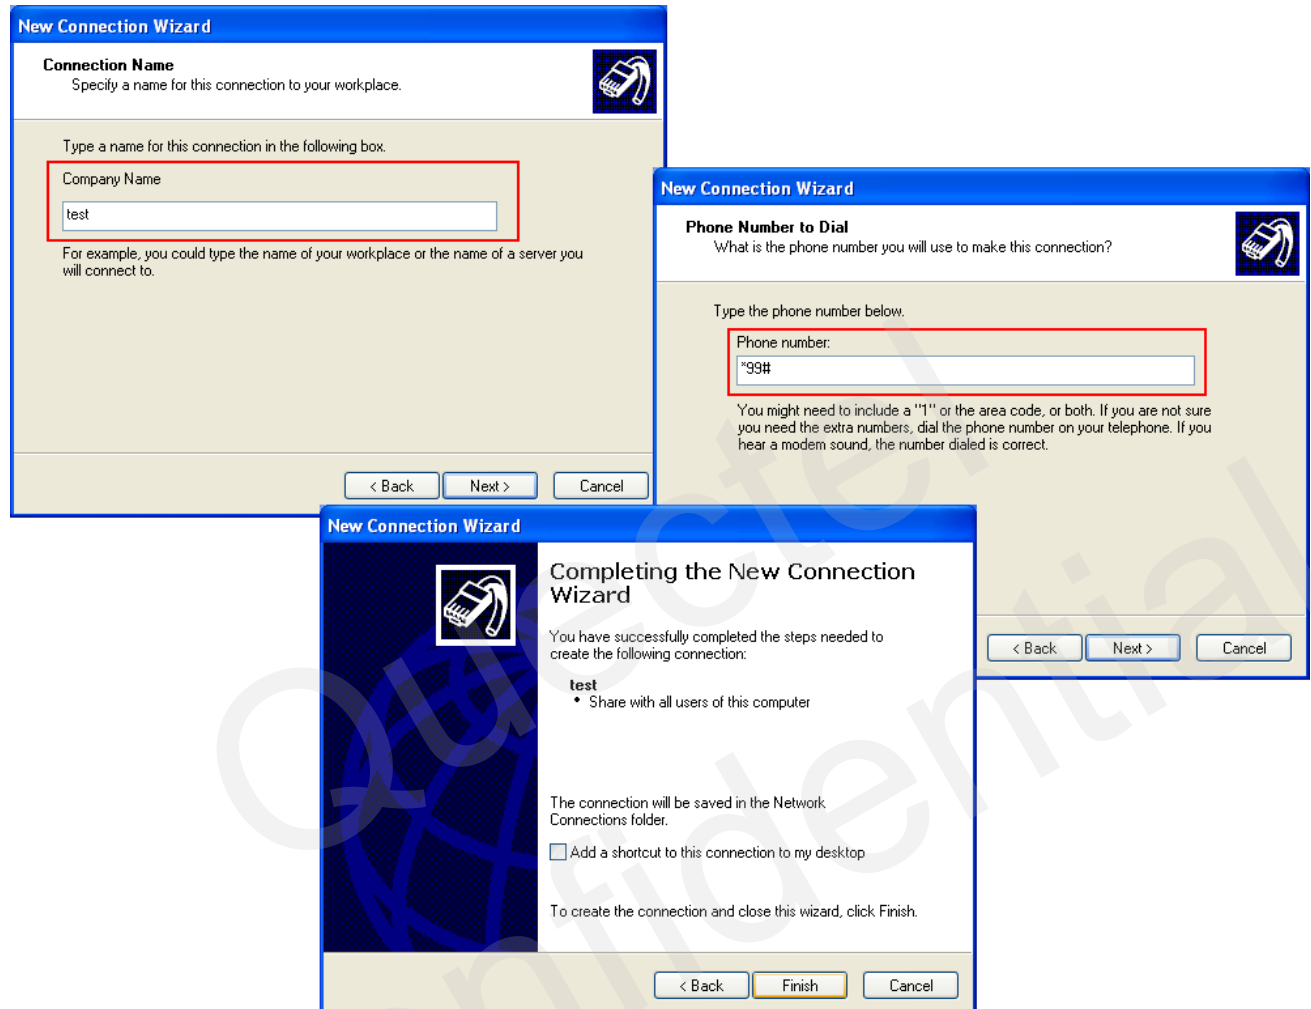 New Connection Wizard
Connection Name
Specify a name for this connection to your workplace.
Type a name for this connection in the following box.
Company Name
test
For example, you could type the name of your workplace or the name of a server you
will connect to.
< Back
Next >
Cancel
New Connection Wizard
Phone Number to Dial
What is the phone number you will use to make this connection?
Type the phone number below.
Phone number:
*99#
You might need to include a "1" or the area code, or both. If you are not sure
you need the extra numbers, dial the phone number on your telephone. If you
hear a modem sound, the number dialed is correct.
< Back
Next >
Cancel
New Connection Wizard
Completing the New Connection
Wizard
You have successfully completed the steps needed to
create the following connection:
test
• Share with all users of this computer
The connection will be saved in the Network
Connections folder.
Add a shortcut to this connection to my desktop
To create the connection and close this wizard, click Finish.
< Back
Finish
Cancel
Quectel
nfidential